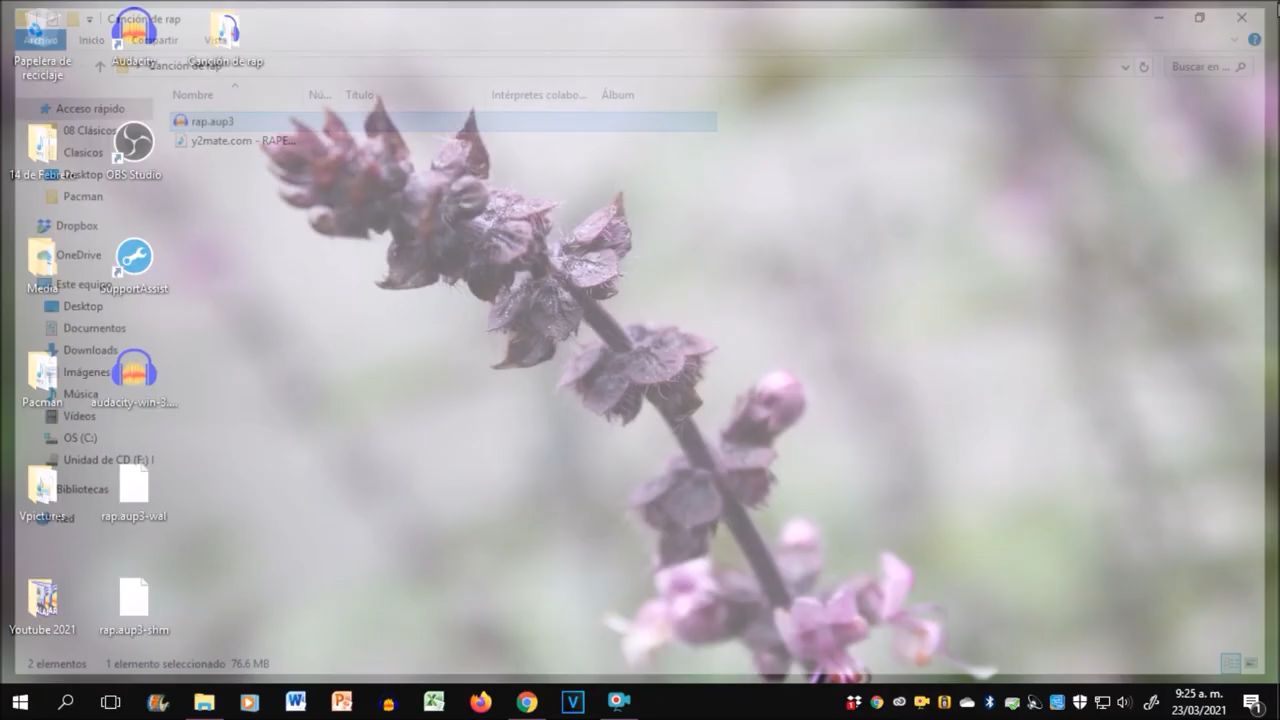 Canción de rap
Archivo
Inicio
Compartir
Vista
Papelera de
reciclaje
Audacity
Canción de rap
Canción de rap
Buscar en ...
Nombre
Nú...
Título
Intérpretes colabo...
Álbum
Acceso rápido
rap.aup3
08 Clásicos
y2mate.com - RAPE...
Clasicos
14 de Febrero
Desktop
OBS Studio
Pacman
Dropbox
OneDrive
Media
Este equipo
SupportAssist
Desktop
Documentos
Downloads
Imágenes
Música
Pacman
audacity-win-3....
Vídeos
OS (C:)
Unidad de CD (F:) I
Bibliotecas
Vpictures
Red
rap.aup3-wal
Youtube 2021
rap.aup3-shm
2 elementos
1 elemento seleccionado 76.6 MB
9:25 a. m.
23/03/2021
1